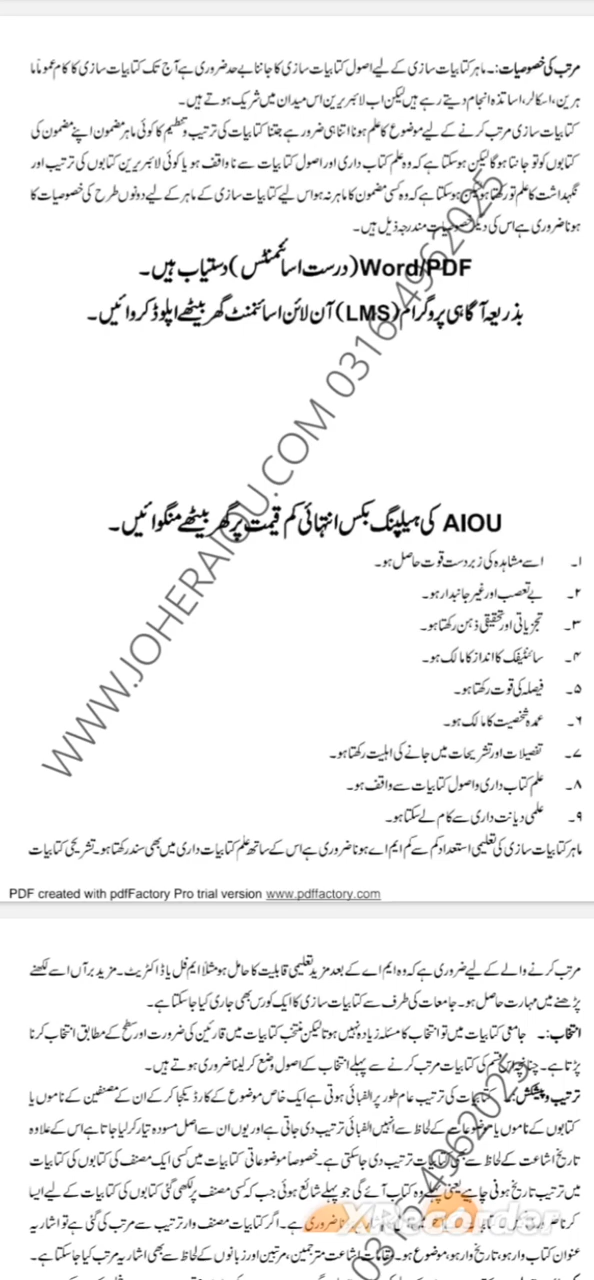 مرتب کی خصوصیات:۔ ماہر کتابیات سازی کے لیے اصول کتابیات سازی کا جاننا بے حد ضروری ہے آج تک کتابیات سازی کا کام عموماً ما
ہرین، اسکالر، اساتذہ انجام دیتے رہے ہیں لیکن اب لائبریرین اس میدان میں شریک ہوتے ہیں۔
کتابیات سازی مرتب کرنے کے لیے موضوع کا علم ہونا اتنا ہی ضرور ہے جتنا کتابیات کی ترتیب و تنظیم کا کوئی ماہر مضمون اپنے مضمون کی
کتابوں کو تو جانتا ہو گا لیکن ہو سکتا ہے کہ وہ علم کتاب داری اور اصول کتابیات سے ناواقف ہو یا کوئی لائبریرین کتابوں کی ترتیب اور
نگہداشت کا علم تو رکھتا ہو لیکن ہو سکتا ہے کہ وہ کسی مضمون کا ماہر نہ ہو اس لیے کتابیات سازی کے ماہر کے لیے دونوں طرح کی خصوصیات کا
ہونا ضروری ہے اس کی دیگر خصوصیات مندرجہ ذیل ہیں۔
Word/PDF (درست اسائنمنٹس) دستیاب ہیں۔
بذریعہ آگاہی پروگرام (LMS) آن لائن اسائنمنٹ گھر بیٹھے اپلوڈ کروائیں۔
AIOU کی ہیلپنگ بکس انتہائی کم قیمت پر گھر بیٹھے منگوائیں۔
۱۔ اسے مشاہدہ کی زبردست قوت حاصل ہو۔
۲۔ بے تعصب اور غیر جانبدار ہو۔
۳۔ تجزیاتی اور تحقیقی ذہن رکھتا ہو۔
۴۔ سائنٹیفک کا انداز کا مالک ہو۔
۵۔ فیصلہ کی قوت رکھتا ہو۔
۶۔ عمدہ شخصیت کا مالک ہو۔
۷۔ تفصیلات اور تشریحات میں جانے کی اہلیت رکھتا ہو۔
۸۔ علم کتاب داری و اصول کتابیات سے واقف ہو۔
۹۔ علمی دیانت داری سے کام لے سکتا ہو۔
ماہر کتابیات سازی کی تعلیمی استعداد کم سے کم ایم اے ہونا ضروری ہے اس کے ساتھ علم کتابیات داری میں بھی سند رکھتا ہو۔ تشریحی کتابیات
PDF created with pdfFactory Pro trial version www.pdffactory.com
مرتب کرنے والے کے لیے ضروری ہے کہ وہ ایم اے کے بعد مزید تعلیمی قابلیت کا حامل ہو مثلاً ایم فل یا ڈاکٹریٹ۔ مزید برآں اسے لکھنے
پڑھنے میں مہارت حاصل ہو۔ جامعات کی طرف سے کتابیات سازی کا ایک کورس بھی جاری کیا جا سکتا ہے۔
انتخاب:۔ جامعی کتابیات میں تو انتخاب کا مسئلہ زیادہ نہیں ہوتا لیکن منتخب کتابیات میں قارئین کی ضرورت اور سطح کے مطابق انتخاب کرنا
پڑتا ہے۔ چنانچہ اس قسم کی کتابیات مرتب کرنے سے پہلے انتخاب کے اصول وضع کر لینا ضروری ہوتے ہیں۔
ترتیب و پیشکش:۔ کتابیات کی ترتیب عام طور پر الفبائی ہوتی ہے ایک خاص موضوع کے کارڈ یکجا کر کے ان کے مصنفین کے ناموں یا
کتابوں کے ناموں یا موضوعات کے لحاظ سے انہیں الفبائی ترتیب دی جاتی ہے اور یوں ان سے اصل مسودہ تیار کر لیا جاتا ہے اس کے علاوہ
تاریخ اشاعت کے لحاظ سے بھی کتابیات ترتیب دی جا سکتی ہے۔ خصوصاً موضوعاتی کتابیات میں کسی ایک مصنف کی کتابوں کی کتابیات
میں ترتیب تاریخ ہونی چاہیے یعنی پہلے وہ کتاب آئے گی جو پہلے شائع ہوئی جب کہ کسی مصنف پر لکھی گئی کتابوں کی کتابیات کے لیے ایسا
کرنا ضروری ہے۔ اگر کتابیات مصنف وار ترتیب سے مرتب کی گئی ہے تو اشاریہ
عنوان کتاب وار ہو، تاریخ وار ہو، موضوع ہو۔ مقامات اشاعت مترجمین، مرتبین اور زبانوں کے لحاظ سے بھی اشاریہ مرتب کیا جا سکتا ہے۔
WWW.JOHERAIOU.COM 0316 4962025
0316 4962025
XRecorder